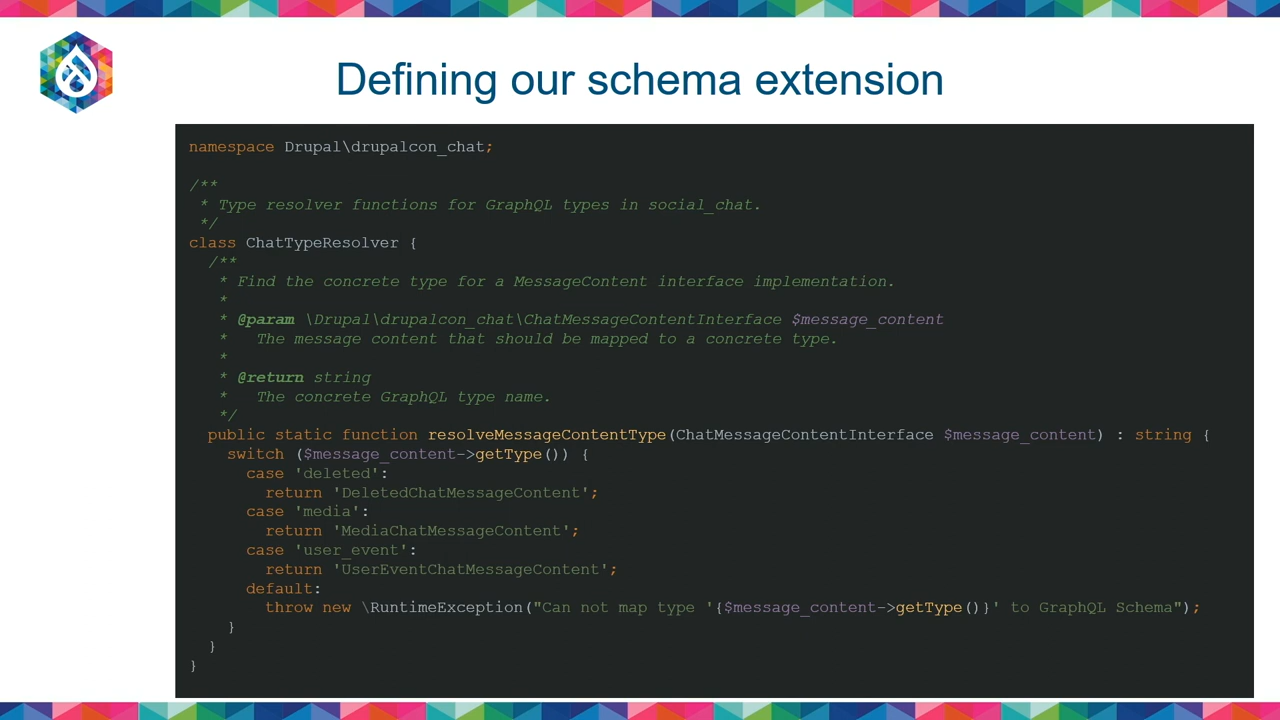 Defining our schema extension
namespace Drupal\drupalcon_chat;
/**
 * Type resolver functions for GraphQL types in social_chat.
 */
class ChatTypeResolver {
  /**
   * Find the concrete type for a MessageContent interface implementation.
   *
   * @param \Drupal\drupalcon_chat\ChatMessageContentInterface $message_content
   *   The message content that should be mapped to a concrete type.
   *
   * @return string
   *   The concrete GraphQL type name.
   */
  public static function resolveMessageContentType(ChatMessageContentInterface $message_content) : string {
    switch ($message_content->getType()) {
      case 'deleted':
        return 'DeletedChatMessageContent';
      case 'media':
        return 'MediaChatMessageContent';
      case 'user_event':
        return 'UserEventChatMessageContent';
      default:
        throw new \RuntimeException("Can not map type '{$message_content->getType()}' to GraphQL Schema");
    }
  }
}